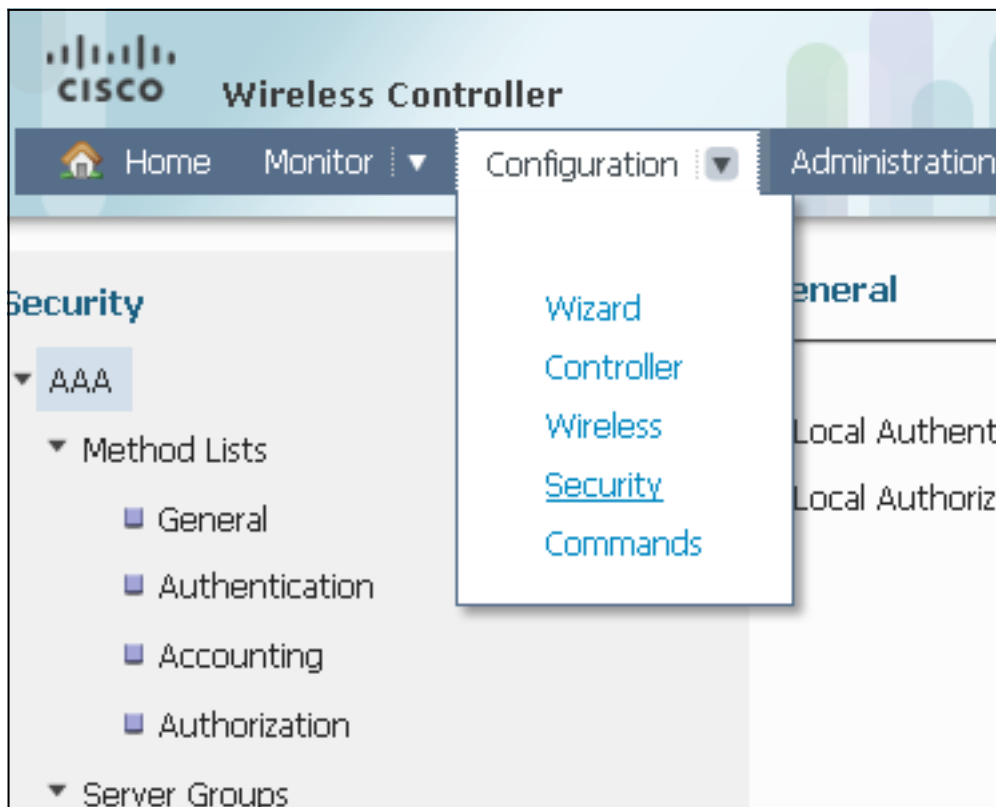 CISCO
Wireless Controller
Home Monitor Configuration Administration
Wizard
Controller
Wireless
Security
Commands
Security
AAA
Method Lists
General
Authentication
Accounting
Authorization
Server Groups
eneral
Local Authent
Local Authoriz